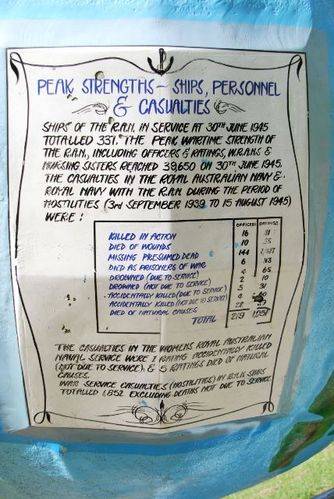 PEAK STRENGTHS - SHIPS, PERSONNEL
& CASUALTIES
SHIPS OF THE R.A.N. IN SERVICE AT 30TH JUNE 1945
TOTALLED 337. THE PEAK WARTIME STRENGTH OF
THE R.A.N., INCLUDING OFFICERS & RATINGS, W.R.A.N.S &
NURSING SISTERS REACHED 39,650 ON 30TH JUNE 1945.
THE CASUALTIES IN THE ROYAL AUSTRALIAN NAVY &
ROYAL NAVY WITH THE R.A.N. DURING THE PERIOD OF
HOSTILITIES (3rd SEPTEMBER 1939 TO 15 AUGUST 1945)
WERE:
OFFICERS RATINGS
KILLED IN ACTION 16
DIED OF WOUNDS 10
MISSING PRESUMED DEAD 144
DIED AS PRISONERS OF WAR 6
DROWNED (DUE TO SERVICE)
DROWNED (NOT DUE TO SERVICE)
ACCIDENTALLY KILLED (DUE TO SERVICE)
ACCIDENTALLY KILLED (NOT DUE TO SERVICE)
DIED OF NATURAL CAUSES
TOTAL 219
THE CASUALTIES IN THE WOMENS ROYAL AUSTRALIAN
NAVAL SERVICE WERE 2 RATINGS ACCIDENTALLY KILLED
(NOT DUE TO SERVICE) & 5 RATINGS DIED OF NATURAL
CAUSES.
WAR SERVICE CASUALTIES (HOSTILITIES) IN R.A.N. SHIPS
TOTALLED 1,852 EXCLUDING DEATHS NOT DUE TO SERVICE